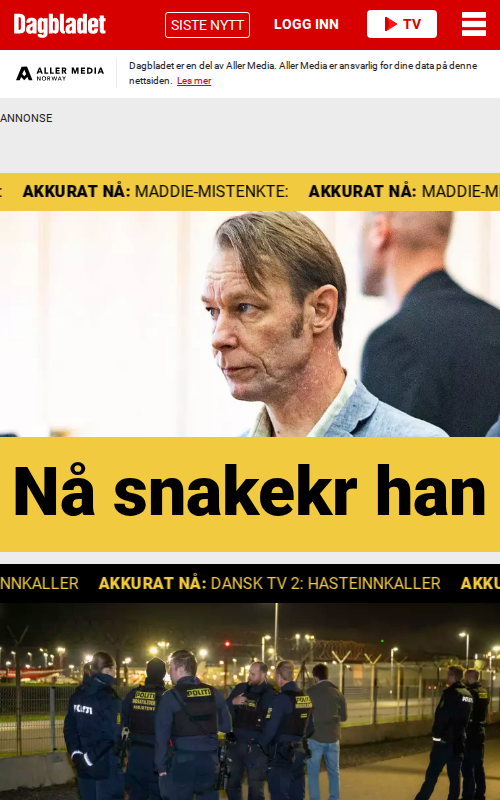 Dagbladet
SISTE NYTT
LOGG INN
TV
ALLER MEDIA
NORWAY
Dagbladet er en del av Aller Media. Aller Media er ansvarlig for dine data på denne
nettsiden. Les mer
ANNONSE
: AKKURAT NÅ: MADDIE-MISTENKTE: AKKURAT NÅ: MADDIE-MI
Nå snakekr han
NNKALLER AKKURAT NÅ: DANSK TV 2: HASTEINNKALLER AKKU
POLITI
POLITI
POLITI
POLITI